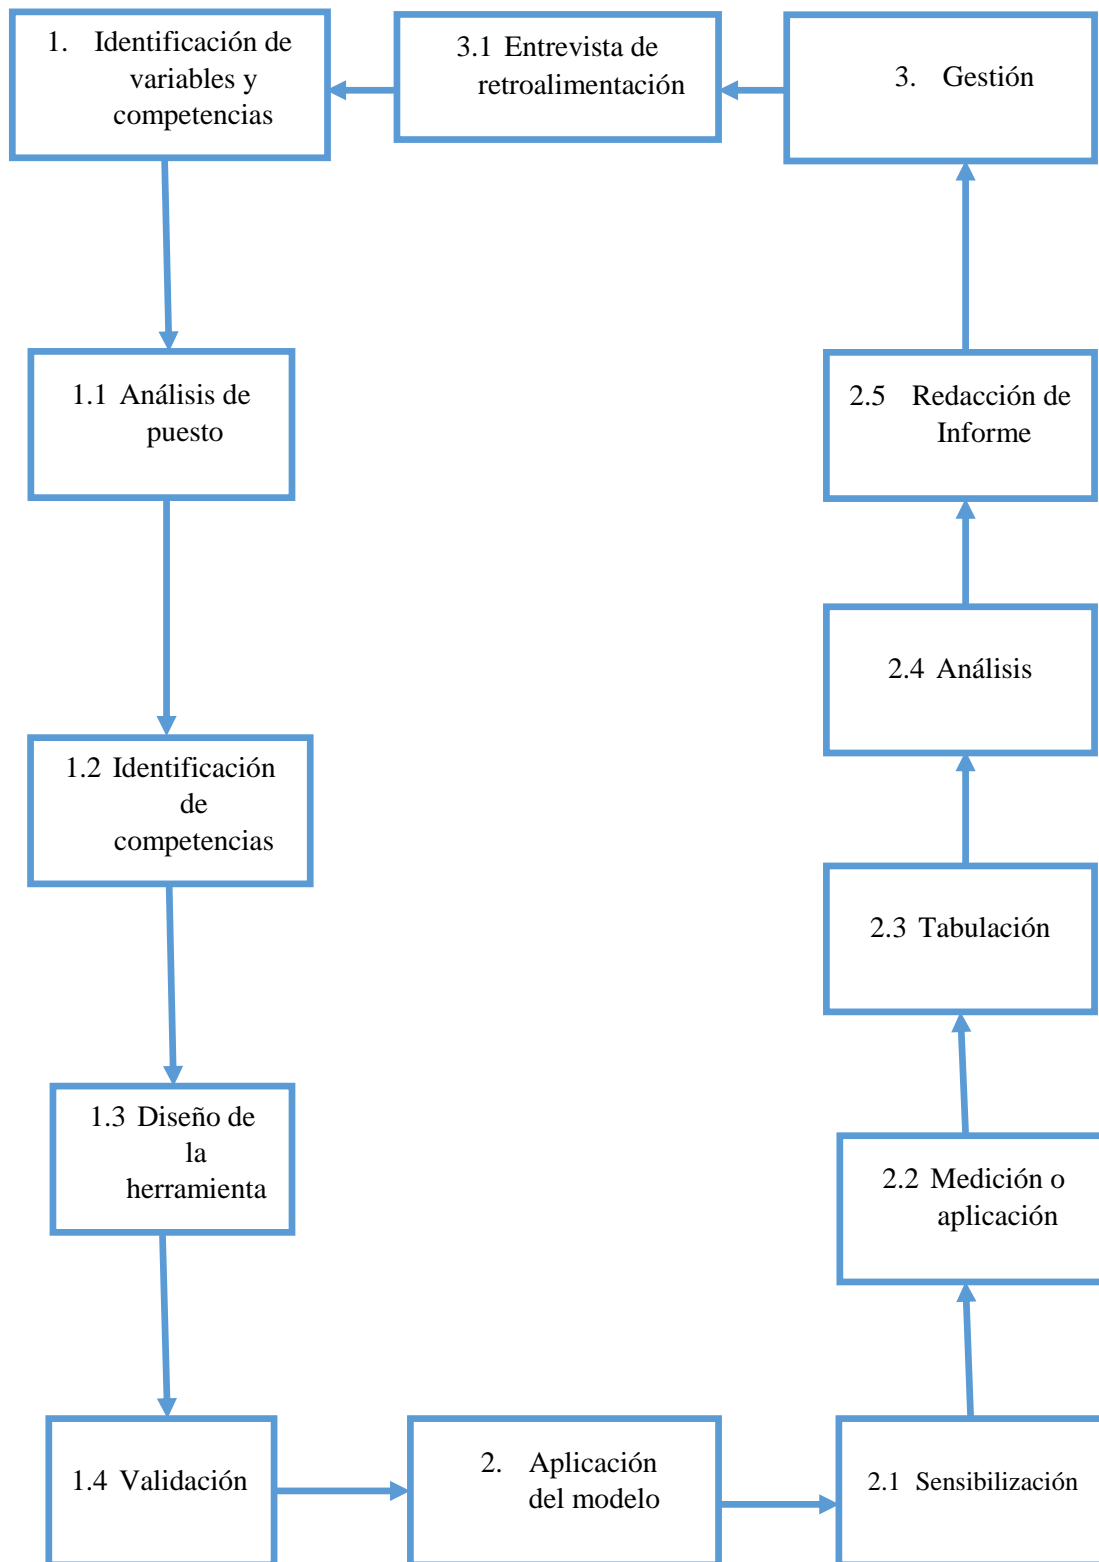 1. Identificación de
variables y
competencias
3.1 Entrevista de
retroalimentación
3. Gestión
1.1 Análisis de
puesto
2.5 Redacción de
Informe
2.4 Análisis
1.2 Identificación
de
competencias
2.3 Tabulación
1.3 Diseño de
la
herramienta
2.2 Medición o
aplicación
1.4 Validación
2. Aplicación
del modelo
2.1 Sensibilización